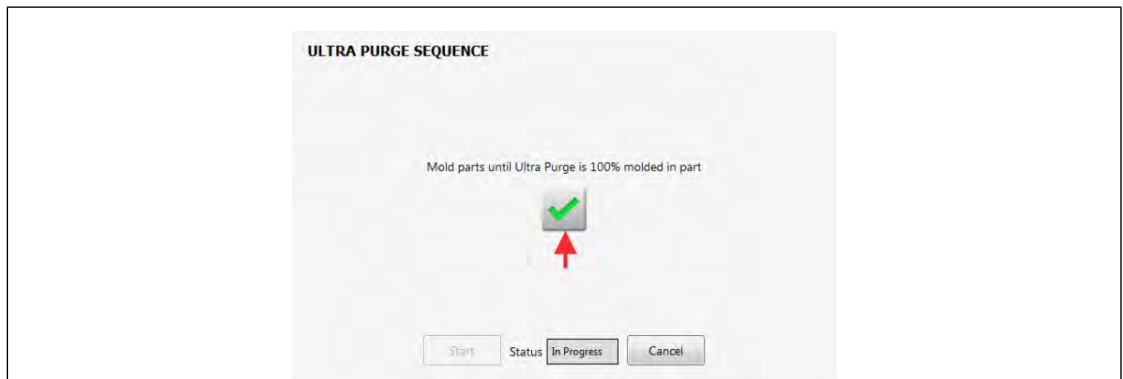 ULTRA PURGE SEQUENCE
Mold parts until Ultra Purge is 100% molded in part
Start Status In Progress Cancel